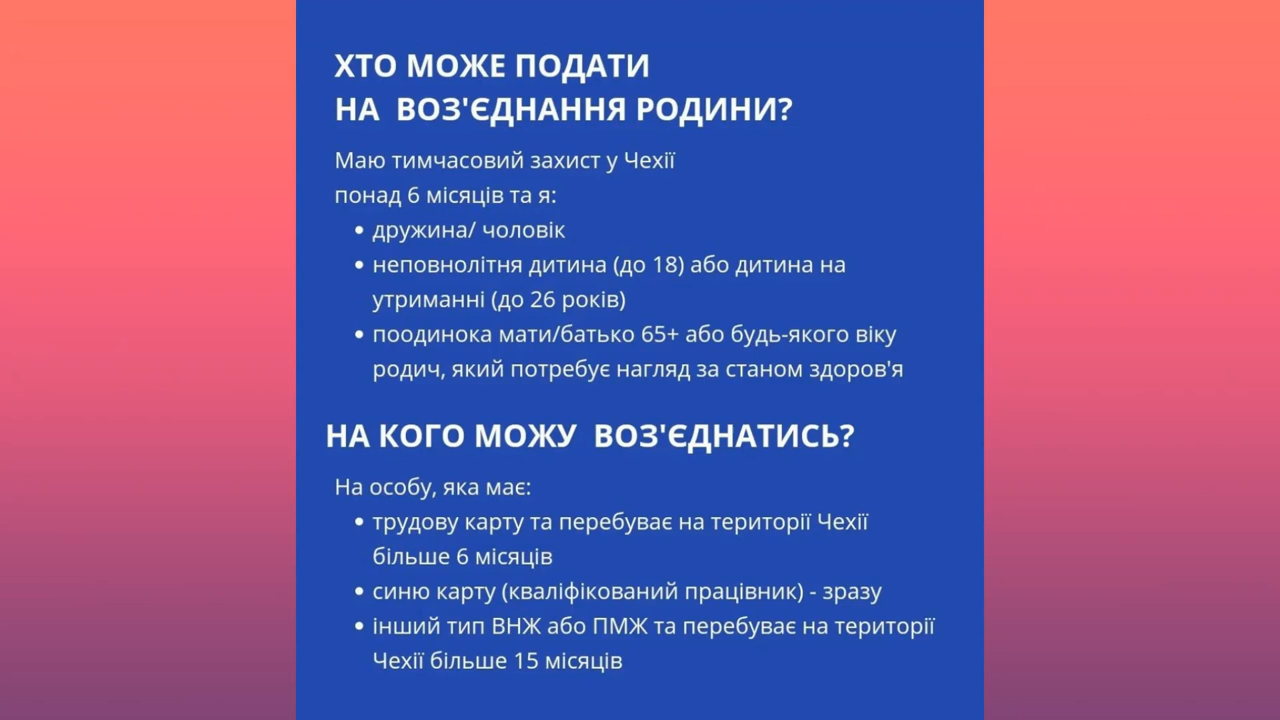 ХТО МОЖЕ ПОДАТИ
НА ВОЗ'ЄДНАННЯ РОДИНИ?
Маю тимчасовий захист у Чехії
понад 6 місяців та я:
• дружина/ чоловік
• неповнолітня дитина (до 18) або дитина на
утриманні (до 26 років)
• поодинока мати/батько 65+ або будь-якого віку
родич, який потребує нагляд за станом здоров'я
НА КОГО МОЖУ ВОЗ'ЄДНАТИСЬ?
На особу, яка має:
• трудову карту та перебуває на території Чехії
більше 6 місяців
• синю карту (кваліфікований працівник) - зразу
• інший тип ВНЖ або ПМЖ та перебуває на території
Чехії більше 15 місяців